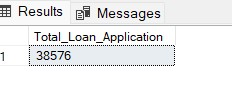 Results Messages
Total_Loan_Application
1 38576